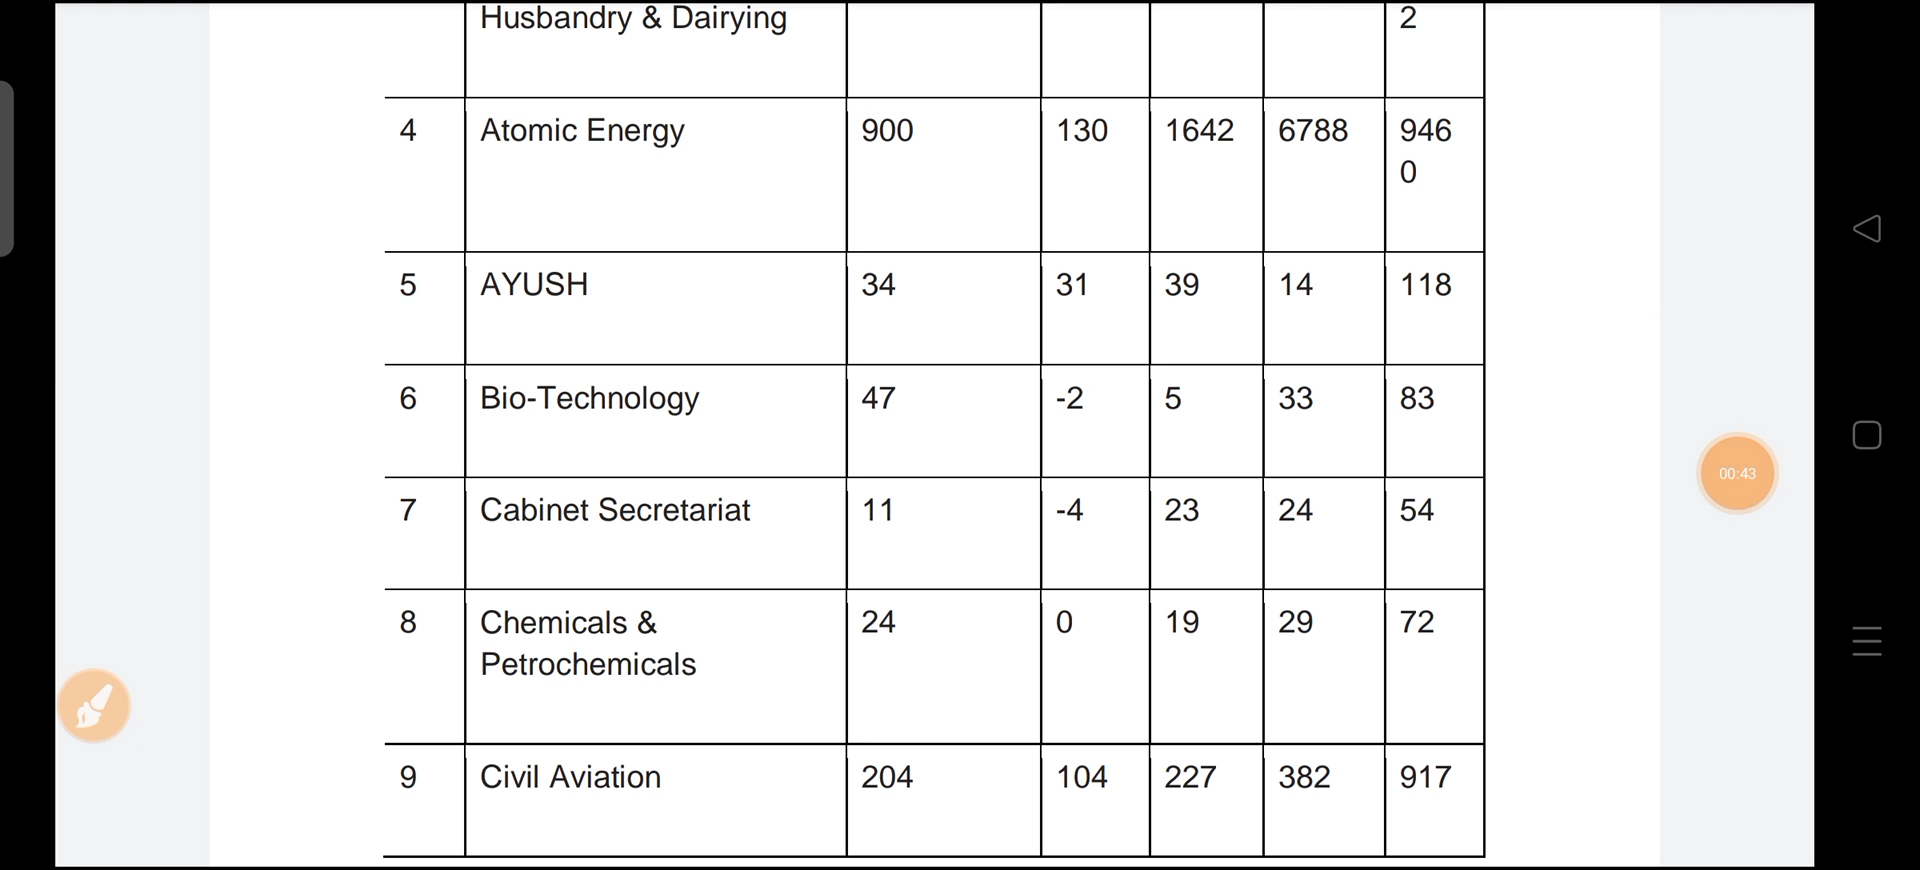 Husbandry & Dairying 2
4 Atomic Energy 900 130 1642 6788 946
0
5 AYUSH 34 31 39 14 118
6 Bio-Technology 47 -2 5 33 83
00:43
7 Cabinet Secretariat 11 -4 23 24 54
8 Chemicals & 24 0 19 29 72
Petrochemicals
9 Civil Aviation 204 104 227 382 917